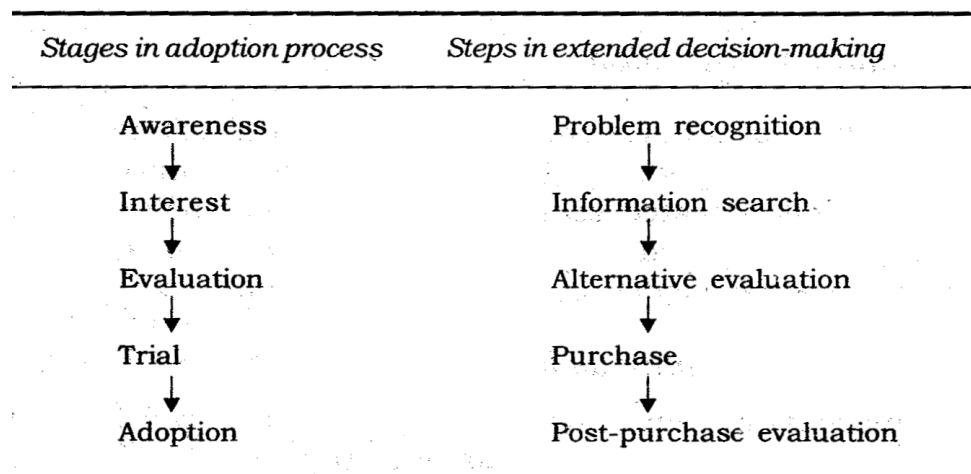 Stages in adoption process Steps in extended decision-making
Awareness Problem recognition
Interest Information search
Evaluation Alternative evaluation
Trial Purchase
Adoption Post-purchase evaluation